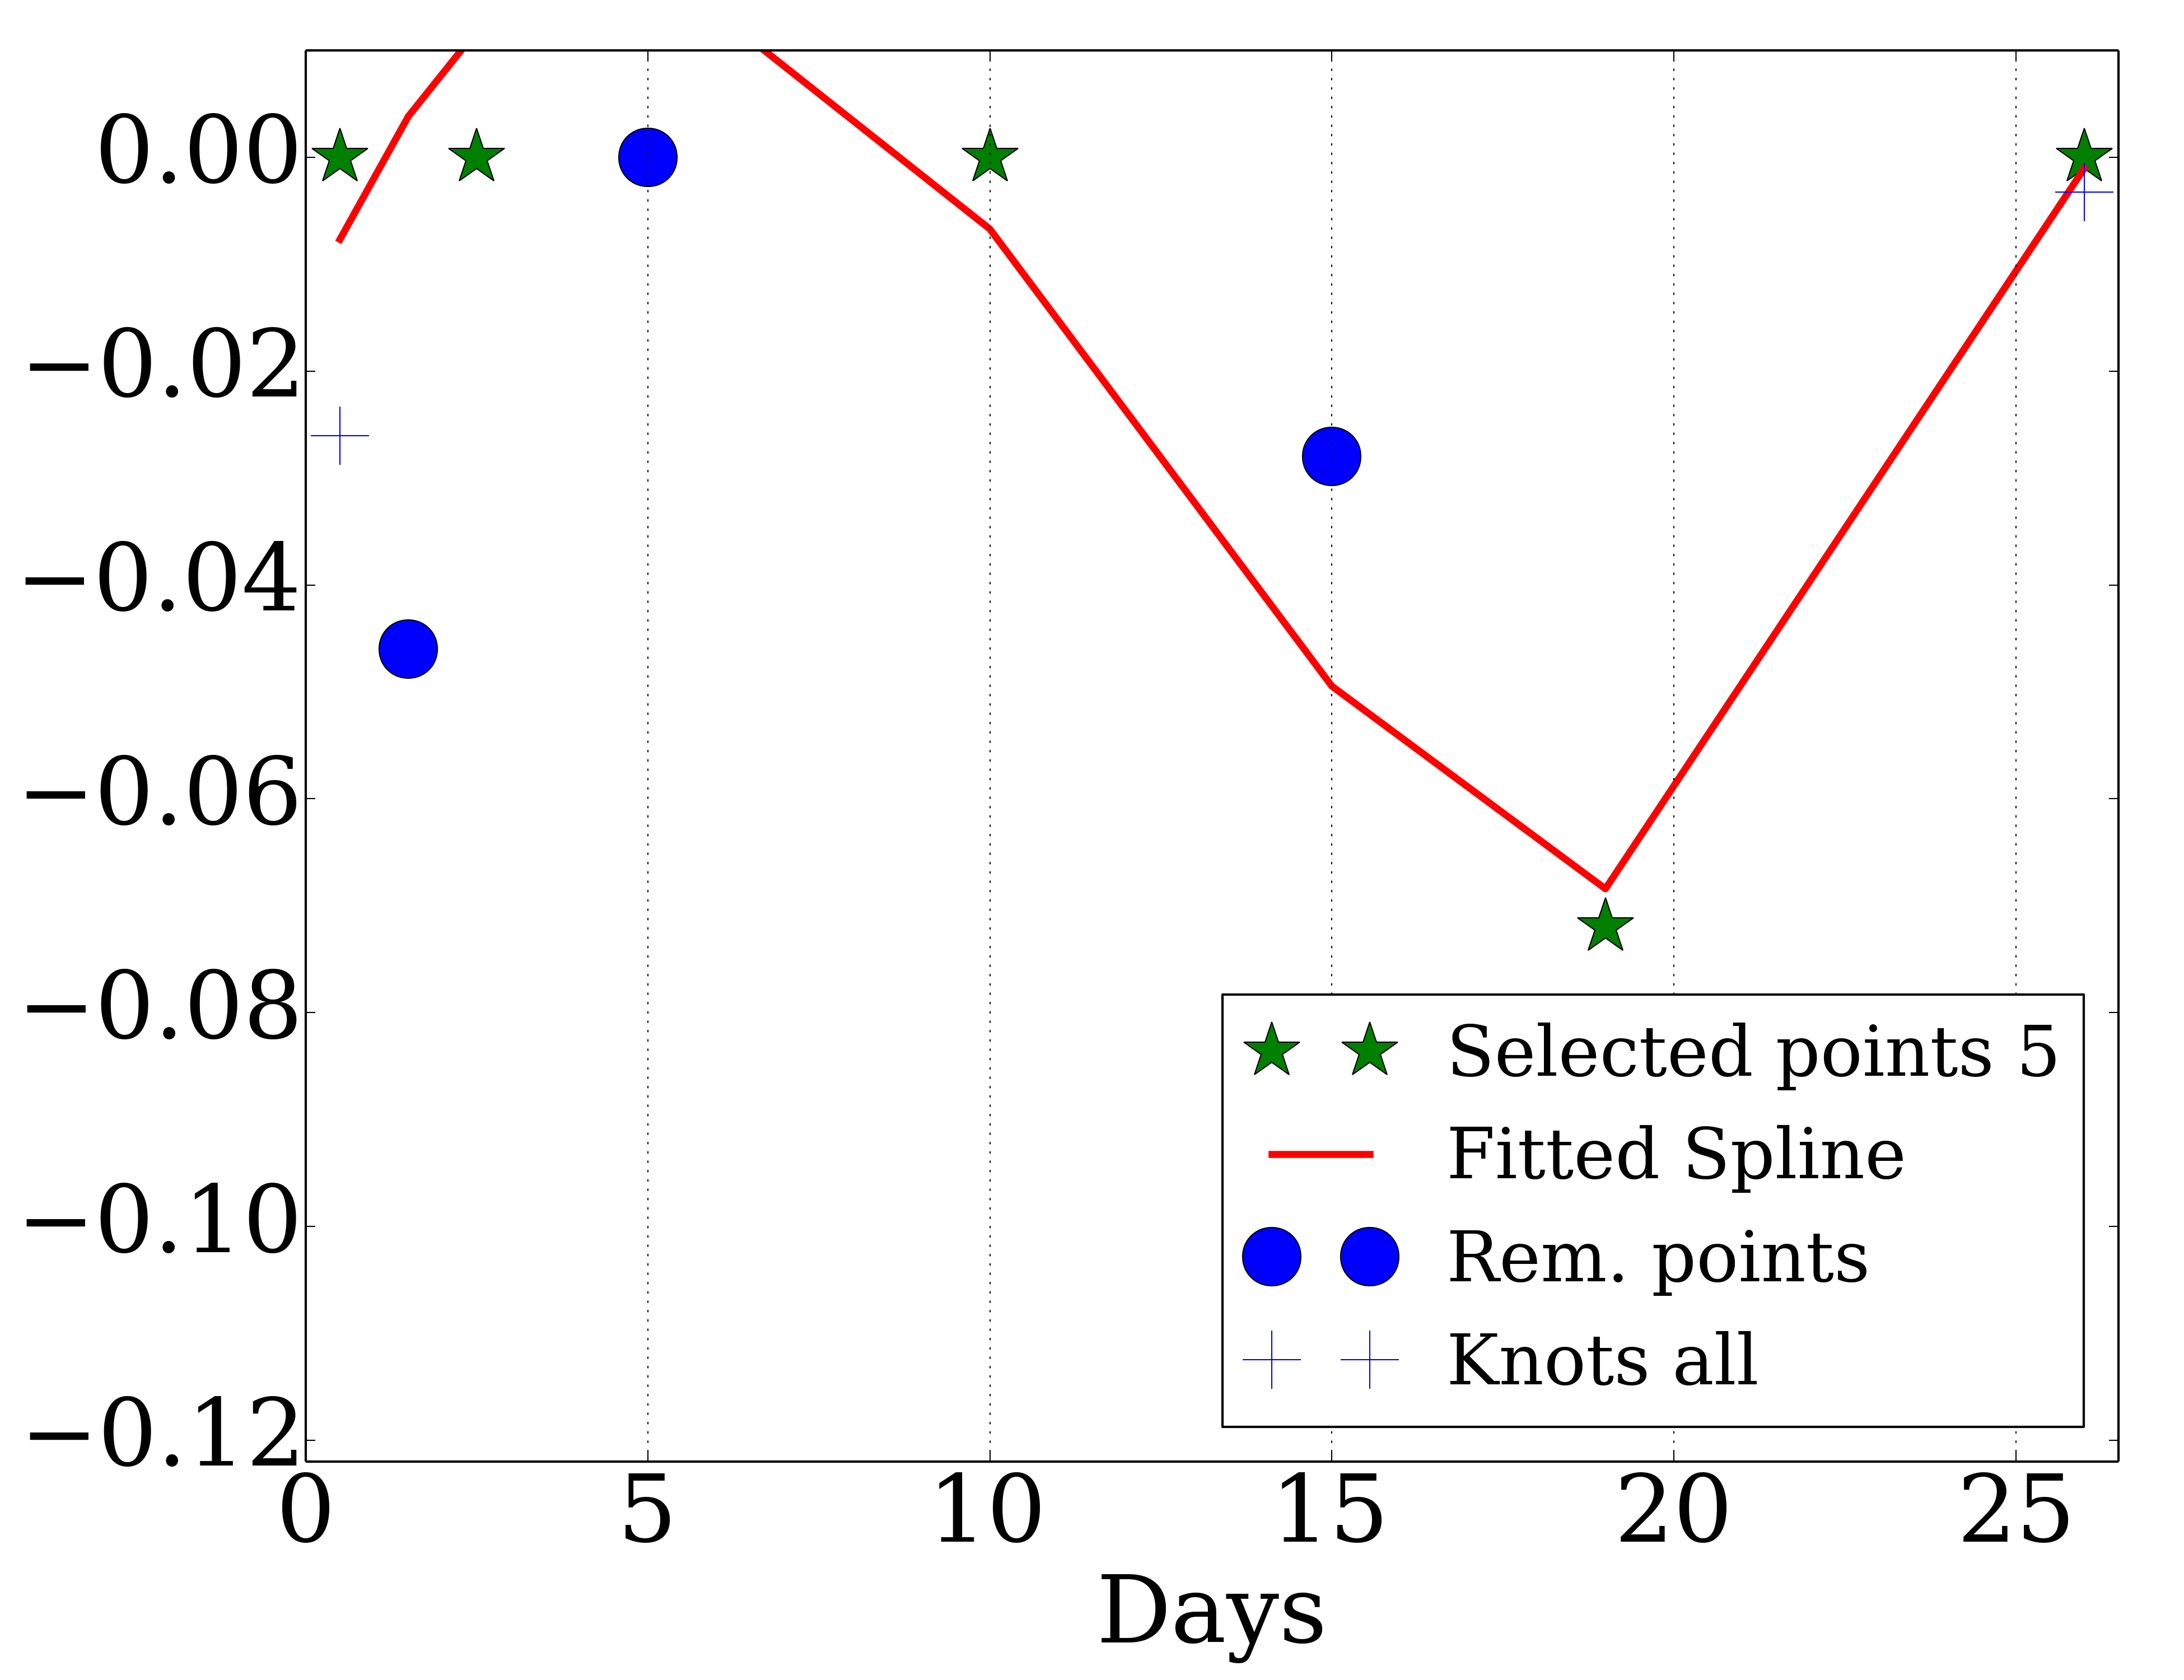 0.00
−0.02
−0.04
−0.06
−0.08
−0.10
−0.12
Selected points 5
Fitted Spline
Rem. points
Knots all
0 5 10 15 20 25
Days